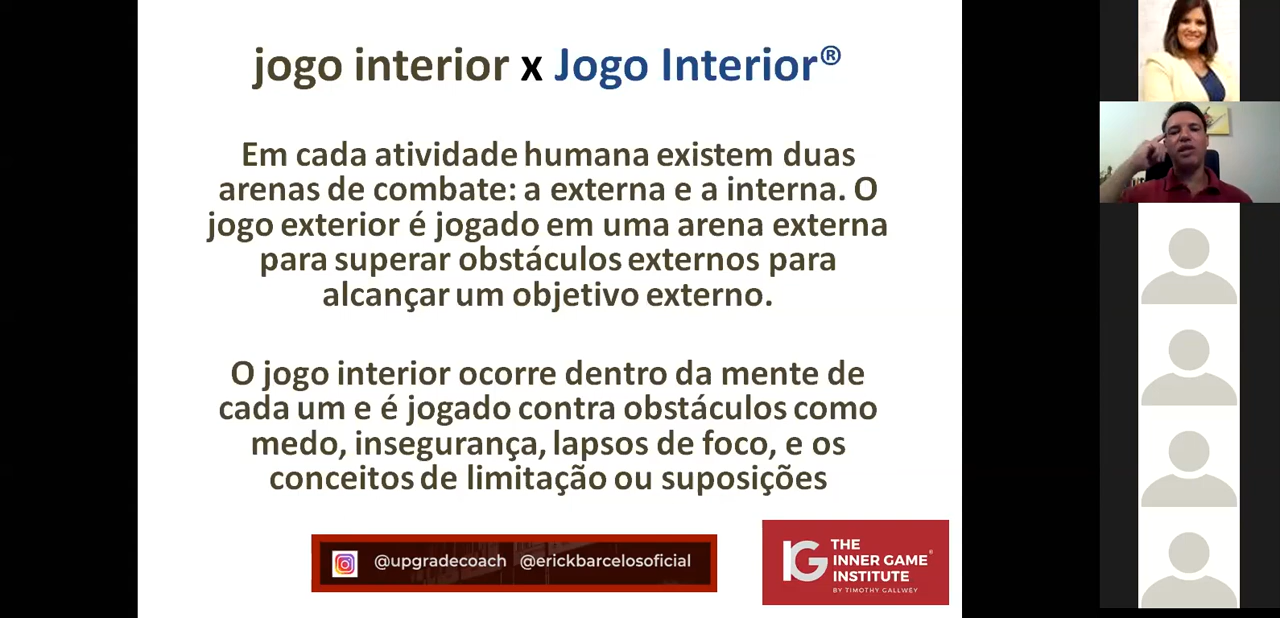 jogo interior x Jogo Interior®
Em cada atividade humana existem duas
arenas de combate: a externa e a interna. O
jogo exterior é jogado em uma arena externa
para superar obstáculos externos para
alcançar um objetivo externo.
O jogo interior ocorre dentro da mente de
cada um e é jogado contra obstáculos como
medo, insegurança, lapsos de foco, e os
conceitos de limitação ou suposições
@upgradecoach @erickbarcelosoficial
IG
THE
INNER GAME®
INSTITUTE
BY TIMOTHY GALLWEY